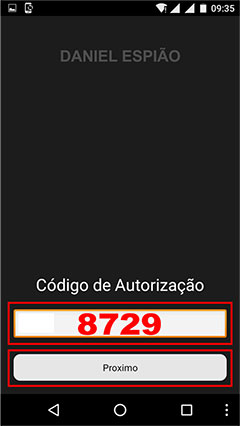 09:35
DANIEL ESPIÃO
Código de Autorização
8729
Proximo